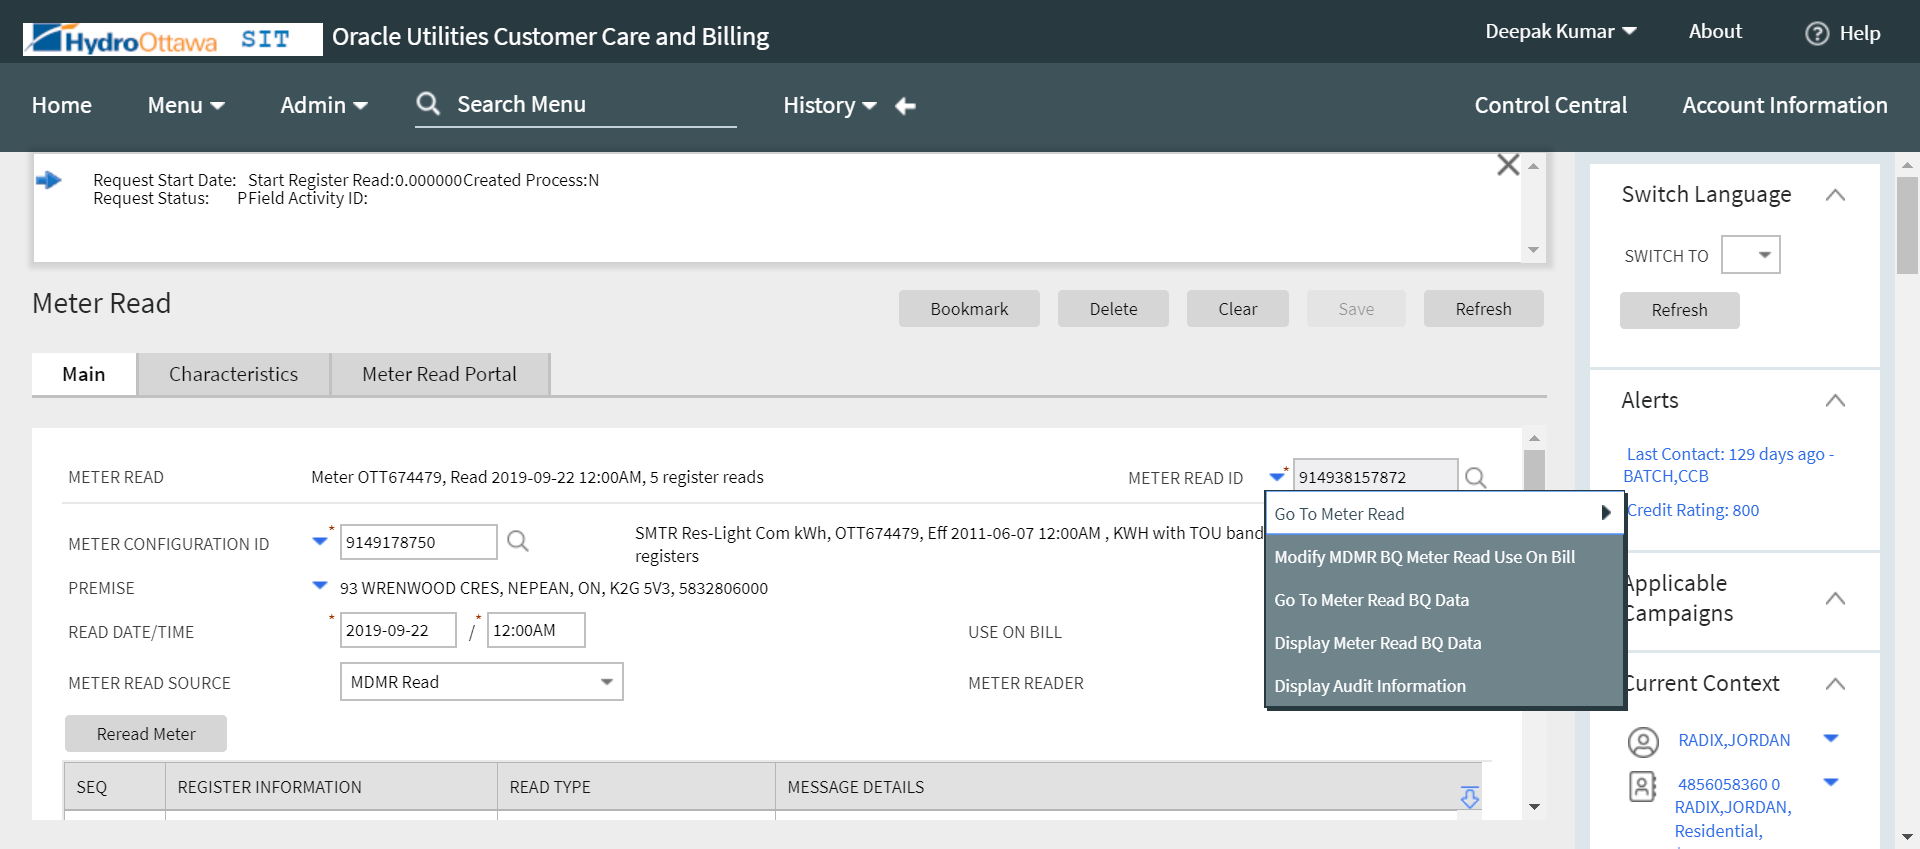 HydroOttawa SIT Oracle Utilities Customer Care and Billing
Deepak Kumar About Help
Home Menu Admin Search Menu History Control Central Account Information
Request Start Date: Start Register Read:0.000000Created Process:N
Request Status: PField Activity ID:
Meter Read
Bookmark Delete Clear Save Refresh
Main Characteristics Meter Read Portal
METER READ Meter OTT674479, Read 2019-09-22 12:00AM, 5 register reads METER READ ID * 914938157872
METER CONFIGURATION ID * 9149178750
SMTR Res-Light Com kWh, OTT674479, Eff 2011-06-07 12:00AM , KWH with TOU band
registers
PREMISE 93 WRENWOOD CRES, NEPEAN, ON, K2G 5V3, 5832806000
READ DATE/TIME * 2019-09-22 / * 12:00AM USE ON BILL
METER READ SOURCE MDMR Read METER READER
Reread Meter
SEQ REGISTER INFORMATION READ TYPE MESSAGE DETAILS
Go To Meter Read
Modify MDMR BQ Meter Read Use On Bill
Go To Meter Read BQ Data
Display Meter Read BQ Data
Display Audit Information
Switch Language
SWITCH TO
Refresh
Alerts
Last Contact: 129 days ago -
BATCH,CCB
Credit Rating: 800
Applicable
Campaigns
Current Context
RADIX,JORDAN
4856058360 0
RADIX,JORDAN,
Residential,